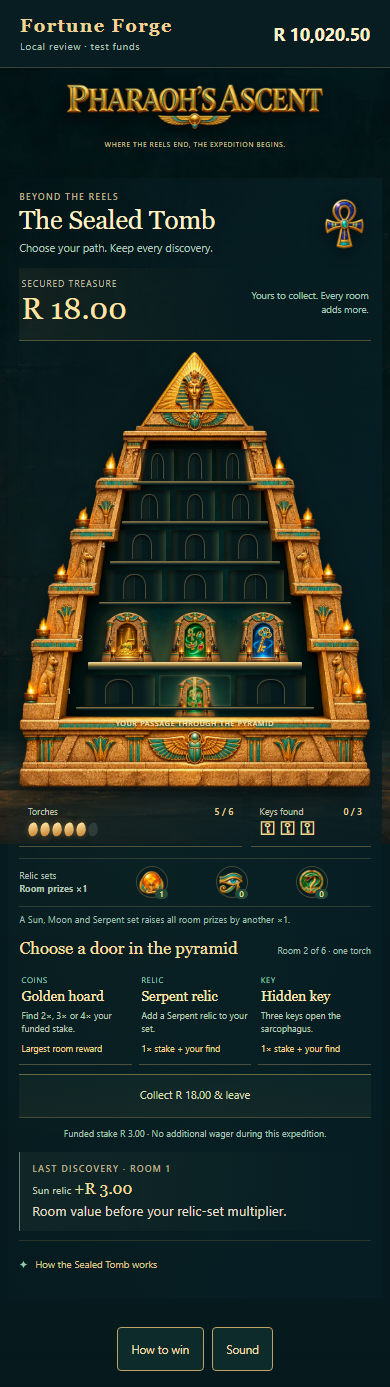 Fortune Forge
Local review · test funds
R 10,020.50
PHARAOH'S ASCENT
WHERE THE REELS END, THE EXPEDITION BEGINS.
BEYOND THE REELS
The Sealed Tomb
Choose your path. Keep every discovery.
SECURED TREASURE
R 18.00
Yours to collect. Every room
adds more.
YOUR PASSAGE THROUGH THE PYRAMID
Torches
5 / 6
Keys found
0 / 3
Relic sets
Room prizes ×1
1
0
0
A Sun, Moon and Serpent set raises all room prizes by another ×1.
Choose a door in the pyramid
Room 2 of 6 · one torch
COINS
Golden hoard
Find 2×, 3× or 4× your
funded stake.
Largest room reward
RELIC
Serpent relic
Add a Serpent relic to your
set.
1× stake + your find
KEY
Hidden key
Three keys open the
sarcophagus.
1× stake + your find
Collect R 18.00 & leave
Funded stake R 3.00 · No additional wager during this expedition.
LAST DISCOVERY · ROOM 1
Sun relic +R 3.00
Room value before your relic-set multiplier.
How the Sealed Tomb works
How to win
Sound